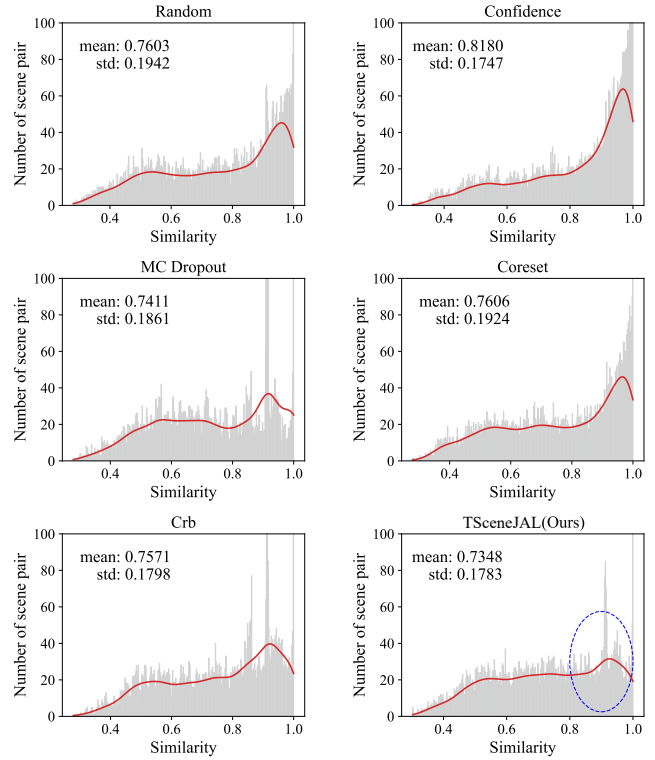 Random
Number of scene pair
100
80
60
40
20
0
mean: 0.7603
std: 0.1942
0.4 0.6 0.8 1.0
Similarity
Confidence
Number of scene pair
100
80
60
40
20
0
mean: 0.8180
std: 0.1747
0.4 0.6 0.8 1.0
Similarity
MC Dropout
Number of scene pair
100
80
60
40
20
0
mean: 0.7411
std: 0.1861
0.4 0.6 0.8 1.0
Similarity
Coreset
Number of scene pair
100
80
60
40
20
0
mean: 0.7606
std: 0.1924
0.4 0.6 0.8 1.0
Similarity
Crb
Number of scene pair
100
80
60
40
20
0
mean: 0.7571
std: 0.1798
0.4 0.6 0.8 1.0
Similarity
TSceneJAL(Ours)
Number of scene pair
100
80
60
40
20
0
mean: 0.7348
std: 0.1783
0.4 0.6 0.8 1.0
Similarity